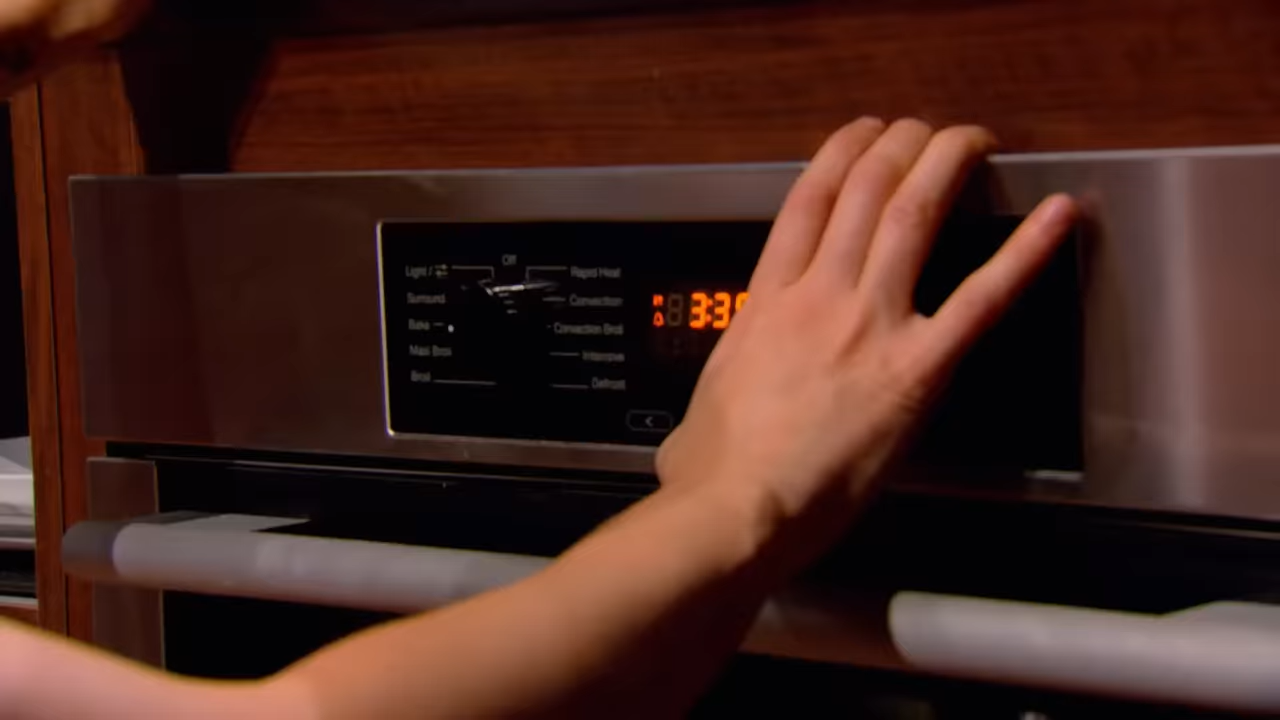 Off
Light /
Rapid Heat
Surround
Convection
Bake
Convection Broil
Maxi Broil
Intensive
Broil
Defrost
3:3
<